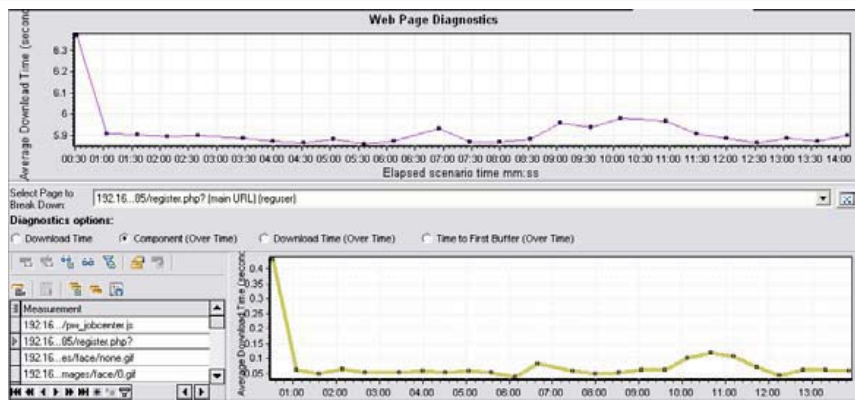 Web Page Diagnostics
Average Download Time (second
6.3
6.2
6.1
6
5.9
00:30 01:00 01:30 02:00 02:30 03:00 03:30 04:00 04:30 05:00 05:30 06:00 06:30 07:00 07:30 08:00 08:30 09:00 09:30 10:00 10:30 11:00 11:30 12:00 12:30 13:00 13:30 14:00
Elapsed scenario time mm:ss
Select Page to
Break Down:
192.16...05/register.php? (main URL) (reguser)
Diagnostics options:
Download Time
Component (Over Time)
Download Time (Over Time)
Time to First Buffer (Over Time)
Measurement
192.16.../pw_jobcenter.js
192.16...05/register.php?
192.16...es/face/none.gif
192.16...mages/face/0.gif
Average Download Time (secon
0.4
0.35
0.3
0.25
0.2
0.15
0.1
0.05
01:00 02:00 03:00 04:00 05:00 06:00 07:00 08:00 09:00 10:00 11:00 12:00 13:00